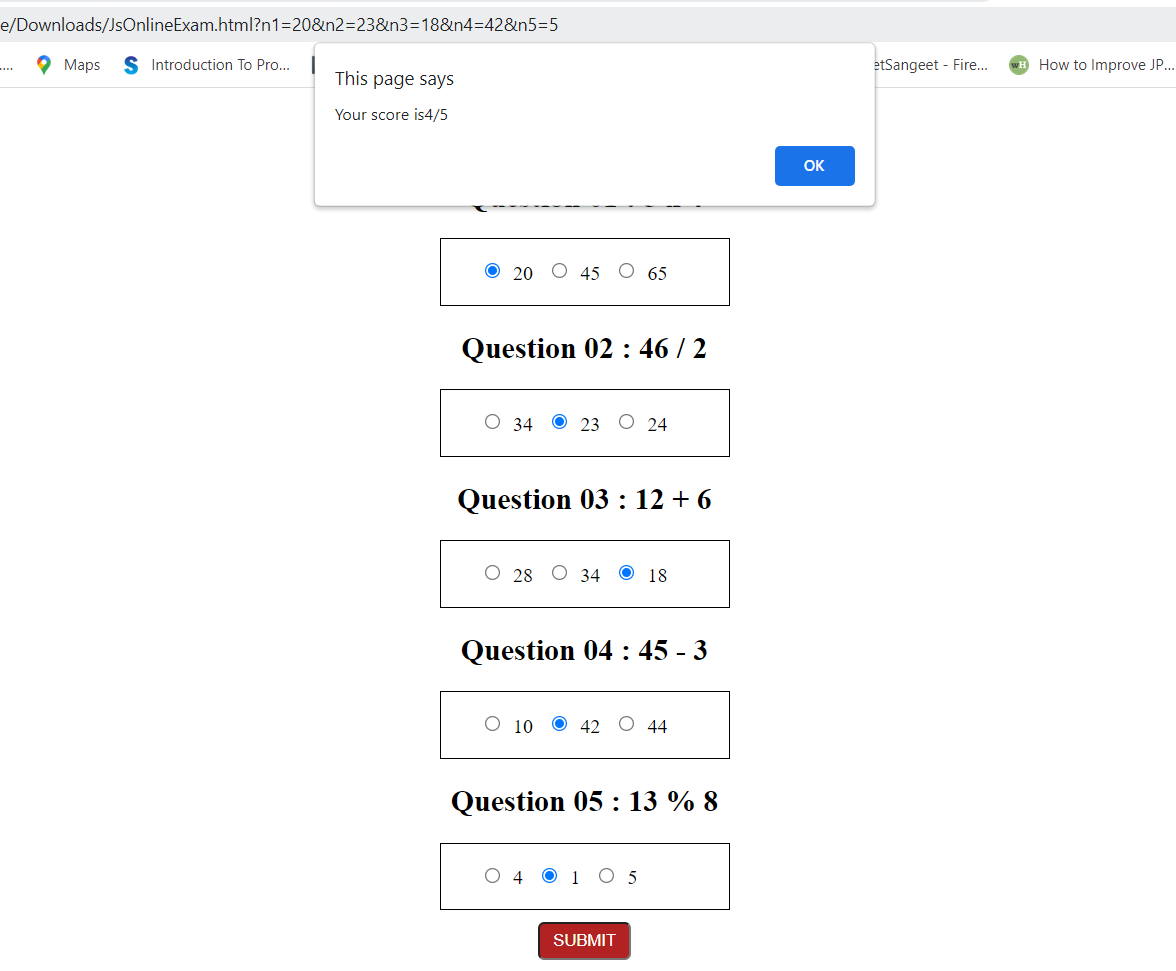 e/Downloads/JsOnlineExam.html?n1=20&n2=23&n3=18&n4=42&n5=5
... Maps Introduction To Pro... etSangeet - Fire... wH How to Improve JP...
This page says
Your score is4/5
OK
20 45 65
Question 02 : 46 / 2
34 23 24
Question 03 : 12 + 6
28 34 18
Question 04 : 45 - 3
10 42 44
Question 05 : 13 % 8
4 1 5
SUBMIT